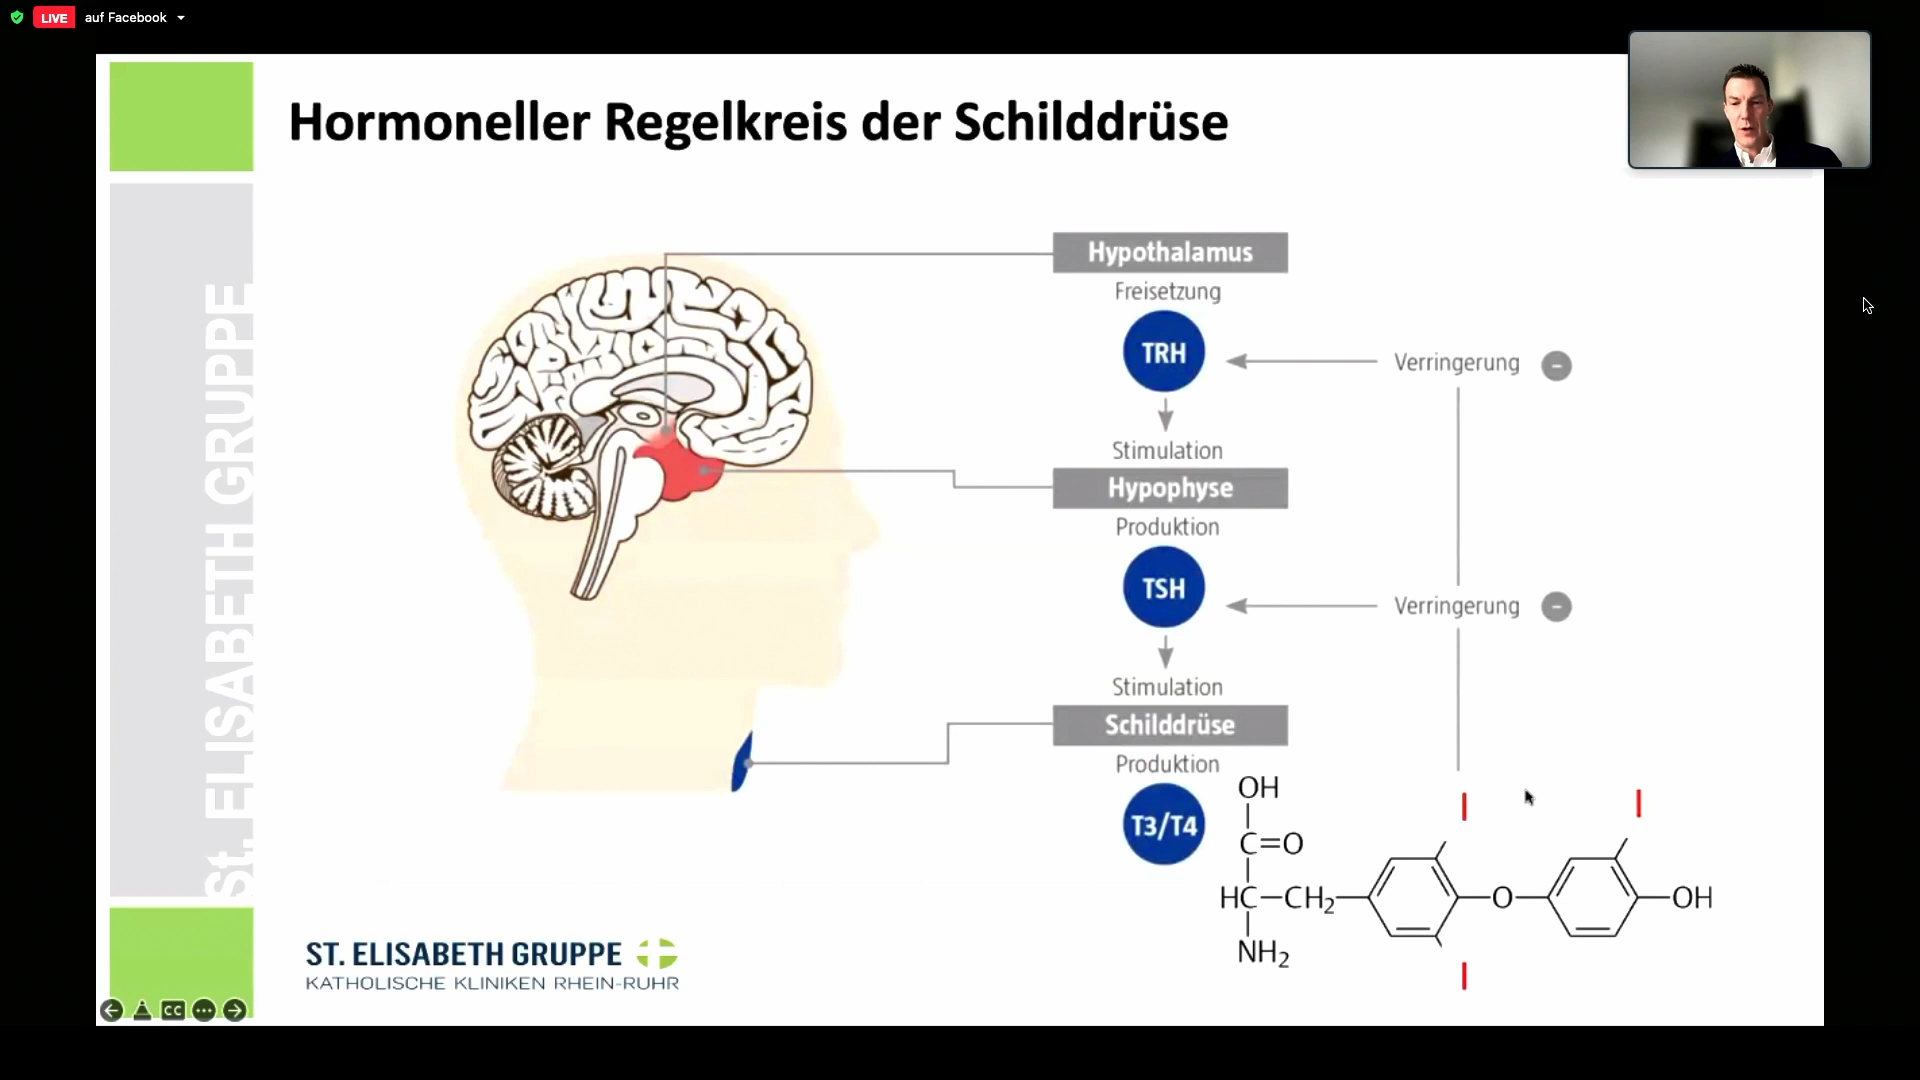 LIVE auf Facebook
Hormoneller Regelkreis der Schilddrüse
St. ELISABETH GRUPPE
Hypothalamus
Freisetzung
TRH
Verringerung −
Stimulation
Hypophyse
Produktion
TSH
Verringerung −
Stimulation
Schilddrüse
Produktion
T3/T4
OH
C=O
HC—CH₂
NH₂
I
I
I
O
OH
ST. ELISABETH GRUPPE
KATHOLISCHE KLINIKEN RHEIN-RUHR
CC